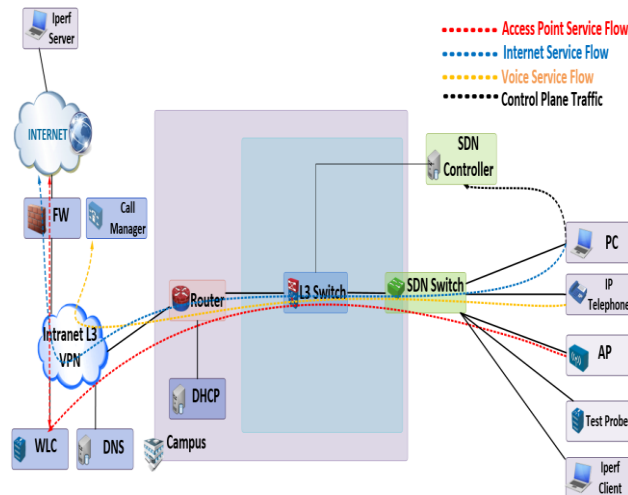 Iperf
Server
Access Point Service Flow
Internet Service Flow
Voice Service Flow
Control Plane Traffic
INTERNET
SDN
Controller
FW
Call
Manager
PC
Router
L3 Switch
SDN Switch
IP
Telephone
Intranet L3
VPN
AP
DHCP
Test Probe
WLC
DNS
Campus
Iperf
Client